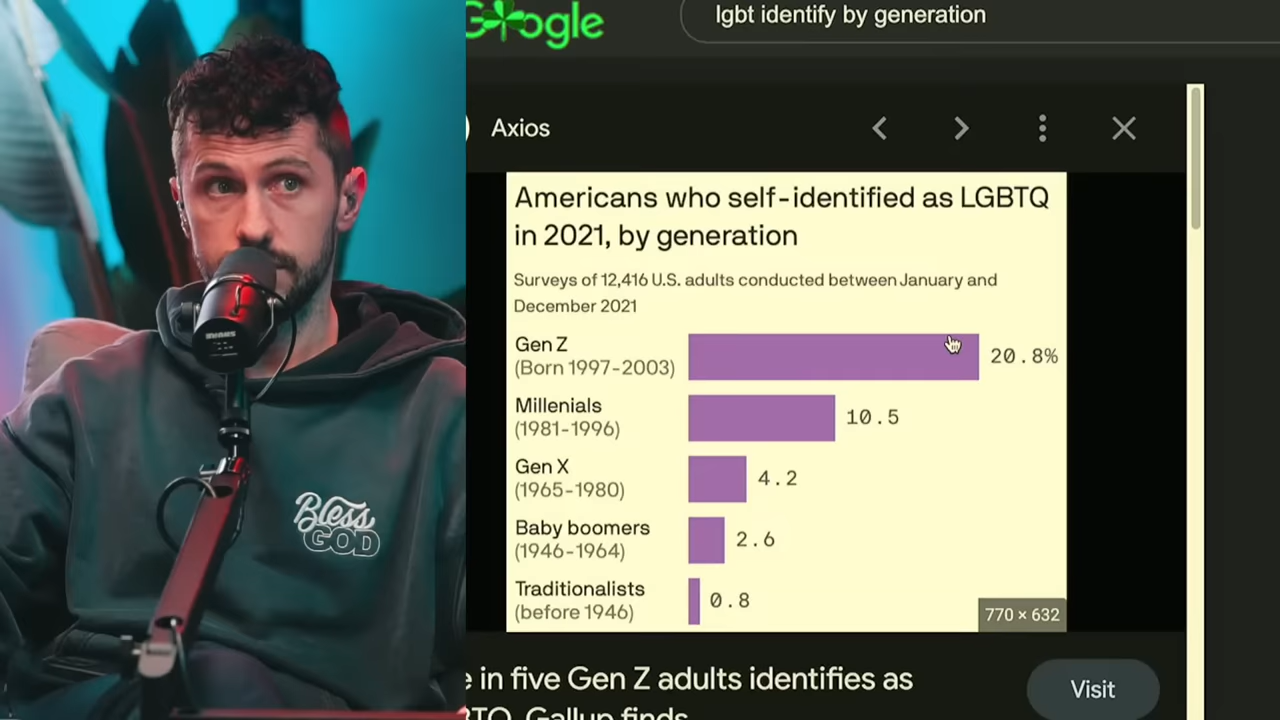 Google
lgbt identify by generation
Axios
Americans who self-identified as LGBTQ
in 2021, by generation
Surveys of 12,416 U.S. adults conducted between January and
December 2021
Gen Z
(Born 1997-2003)
20.8%
Millenials
(1981-1996)
10.5
Gen X
(1965-1980)
4.2
Baby boomers
(1946-1964)
2.6
Traditionalists
(before 1946)
0.8
770 × 632
in five Gen Z adults identifies as
Gallup finds
Visit
Bless
GOD